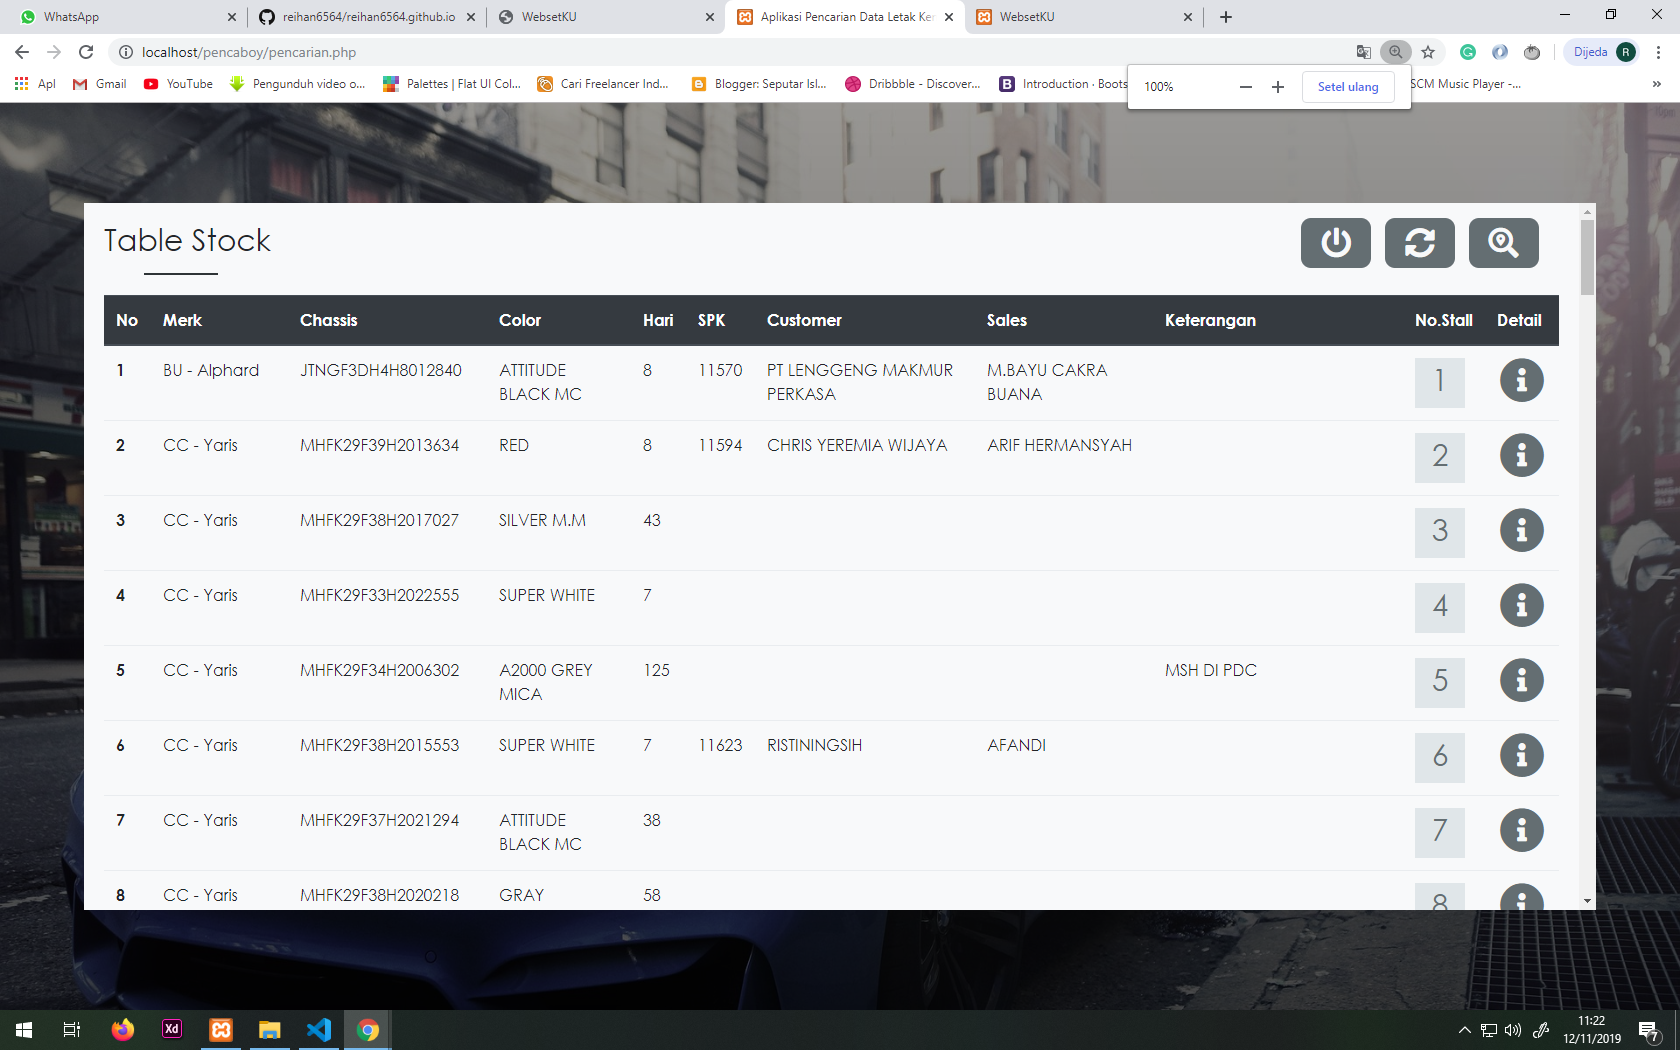 WhatsApp
reihan6564/reihan6564.github.io
WebsetKU
Aplikasi Pencarian Data Letak Ker
WebsetKU
localhost/pencaboy/pencarian.php
Dijeda R
Apl
Gmail
YouTube
Pengunduh video o...
Palettes | Flat UI Col...
Cari Freelancer Ind...
Blogger: Seputar Isl...
Dribbble - Discover...
Introduction · Boots
SCM Music Player -...
100% Setel ulang
Table Stock
No Merk Chassis Color Hari SPK Customer Sales Keterangan No.Stall Detail
1 BU - Alphard JTNGF3DH4H8012840 ATTITUDE BLACK MC 8 11570 PT LENGGENG MAKMUR PERKASA M.BAYU CAKRA BUANA 1
2 CC - Yaris MHFK29F39H2013634 RED 8 11594 CHRIS YEREMIA WIJAYA ARIF HERMANSYAH 2
3 CC - Yaris MHFK29F38H2017027 SILVER M.M 43 3
4 CC - Yaris MHFK29F33H2022555 SUPER WHITE 7 4
5 CC - Yaris MHFK29F34H2006302 A2000 GREY MICA 125 MSH DI PDC 5
6 CC - Yaris MHFK29F38H2015553 SUPER WHITE 7 11623 RISTININGSIH AFANDI 6
7 CC - Yaris MHFK29F37H2021294 ATTITUDE BLACK MC 38 7
8 CC - Yaris MHFK29F38H2020218 GRAY 58 8
Xd
11:22
12/11/2019
7